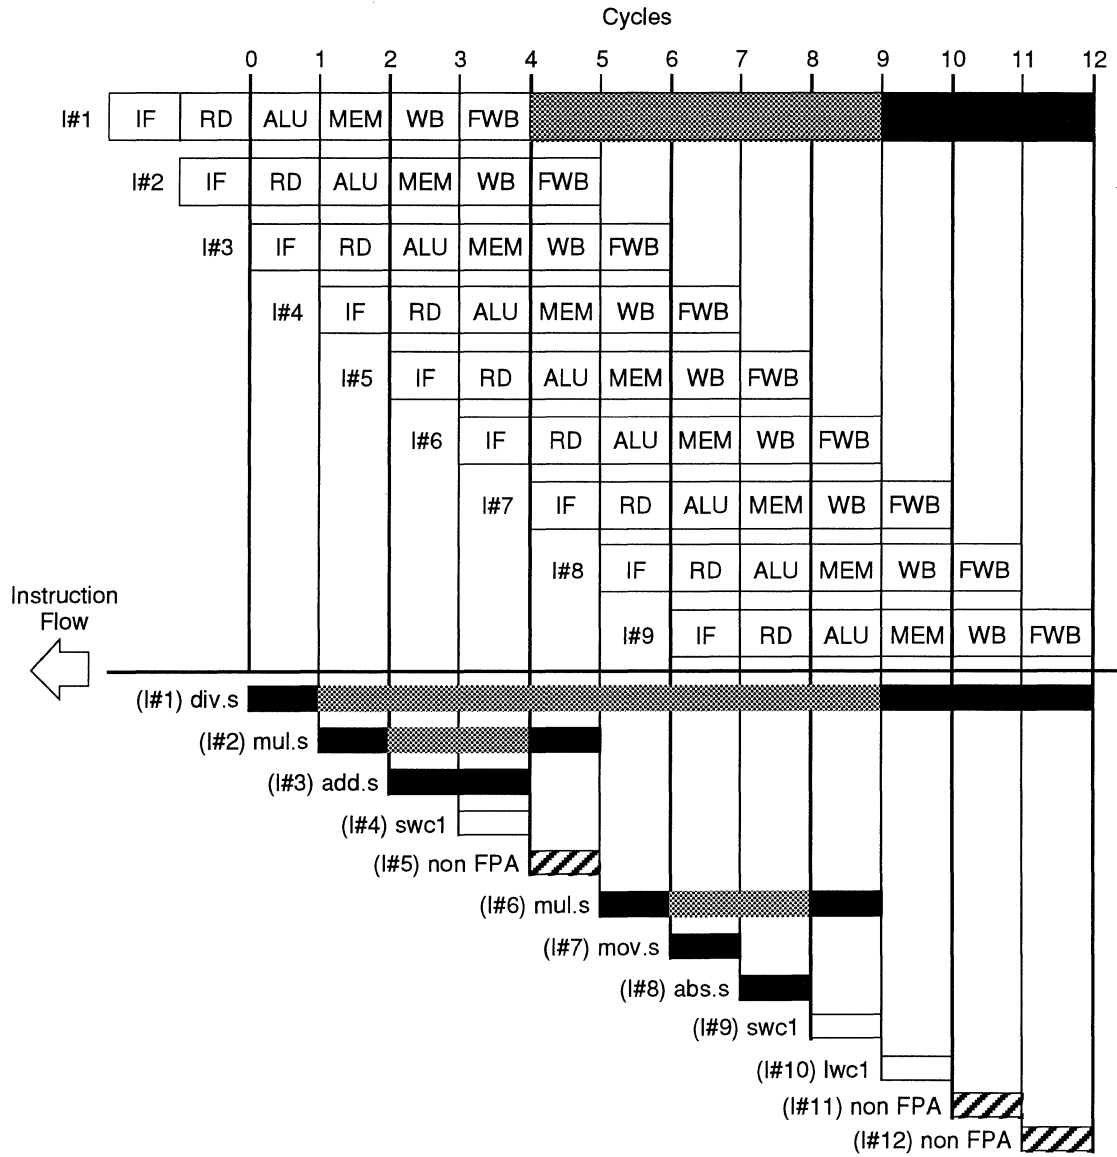 Cycles
0 1 2 3 4 5 6 7 8 9 10 11 12
I#1 IF RD ALU MEM WB FWB
I#2 IF RD ALU MEM WB FWB
I#3 IF RD ALU MEM WB FWB
I#4 IF RD ALU MEM WB FWB
I#5 IF RD ALU MEM WB FWB
I#6 IF RD ALU MEM WB FWB
I#7 IF RD ALU MEM WB FWB
I#8 IF RD ALU MEM WB FWB
I#9 IF RD ALU MEM WB FWB
Instruction
Flow
(I#1) div.s
(I#2) mul.s
(I#3) add.s
(I#4) swc1
(I#5) non FPA
(I#6) mul.s
(I#7) mov.s
(I#8) abs.s
(I#9) swc1
(I#10) lwc1
(I#11) non FPA
(I#12) non FPA